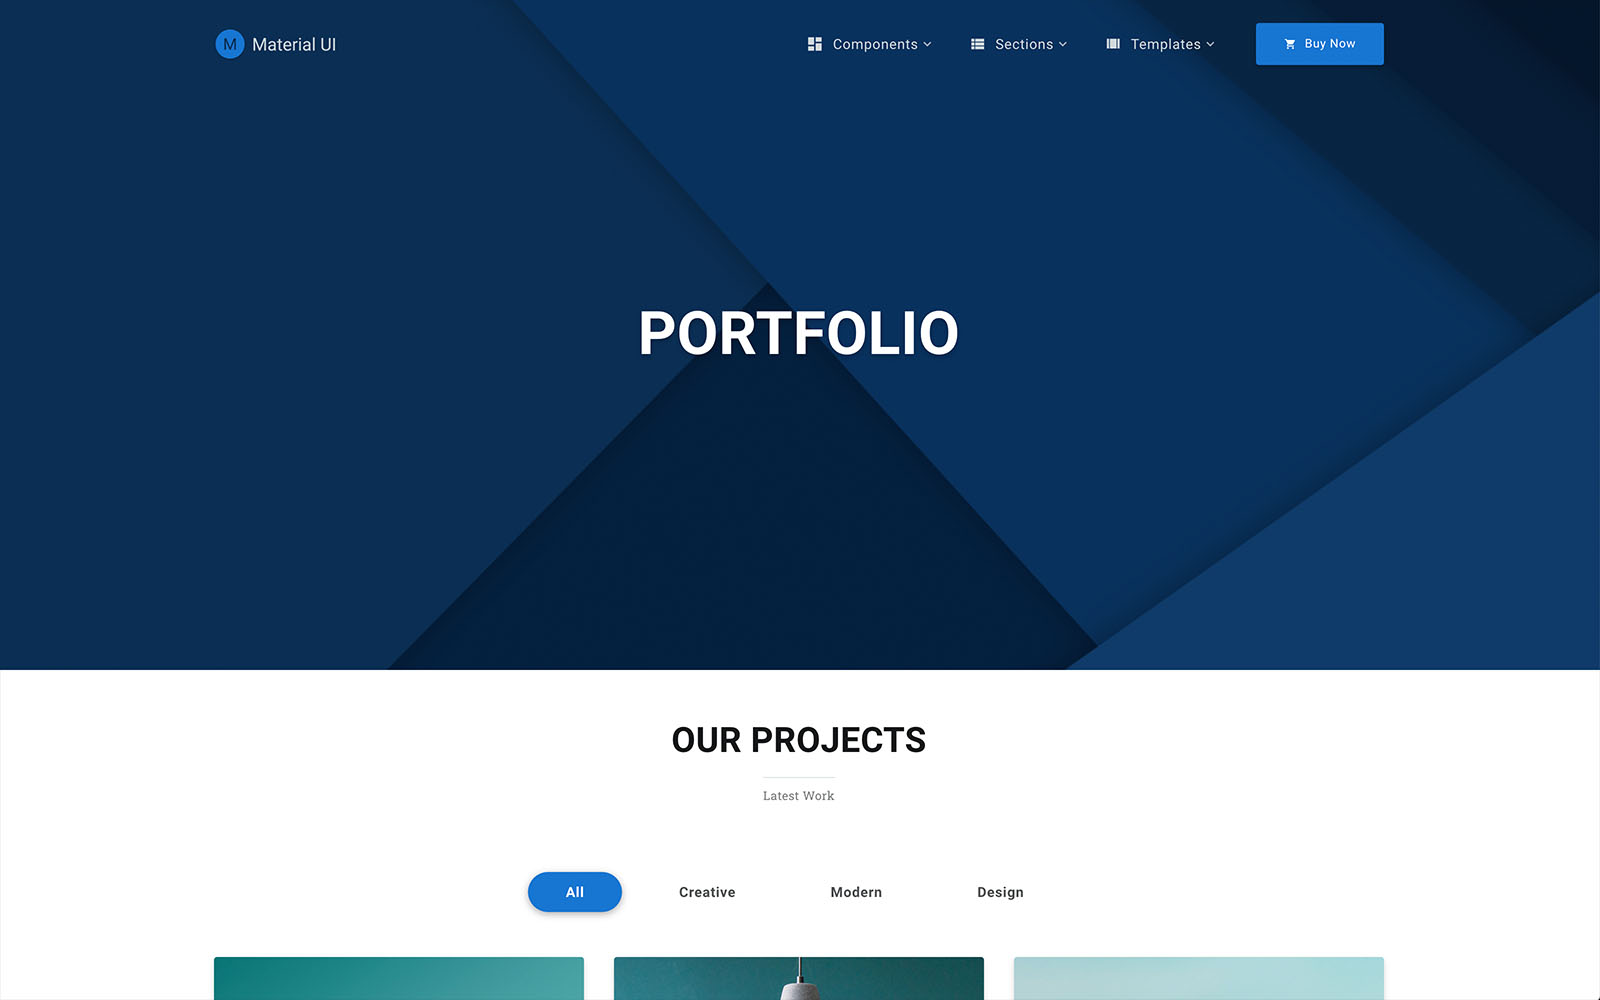 M Material UI
Components
Sections
Templates
Buy Now
PORTFOLIO
OUR PROJECTS
Latest Work
All
Creative
Modern
Design